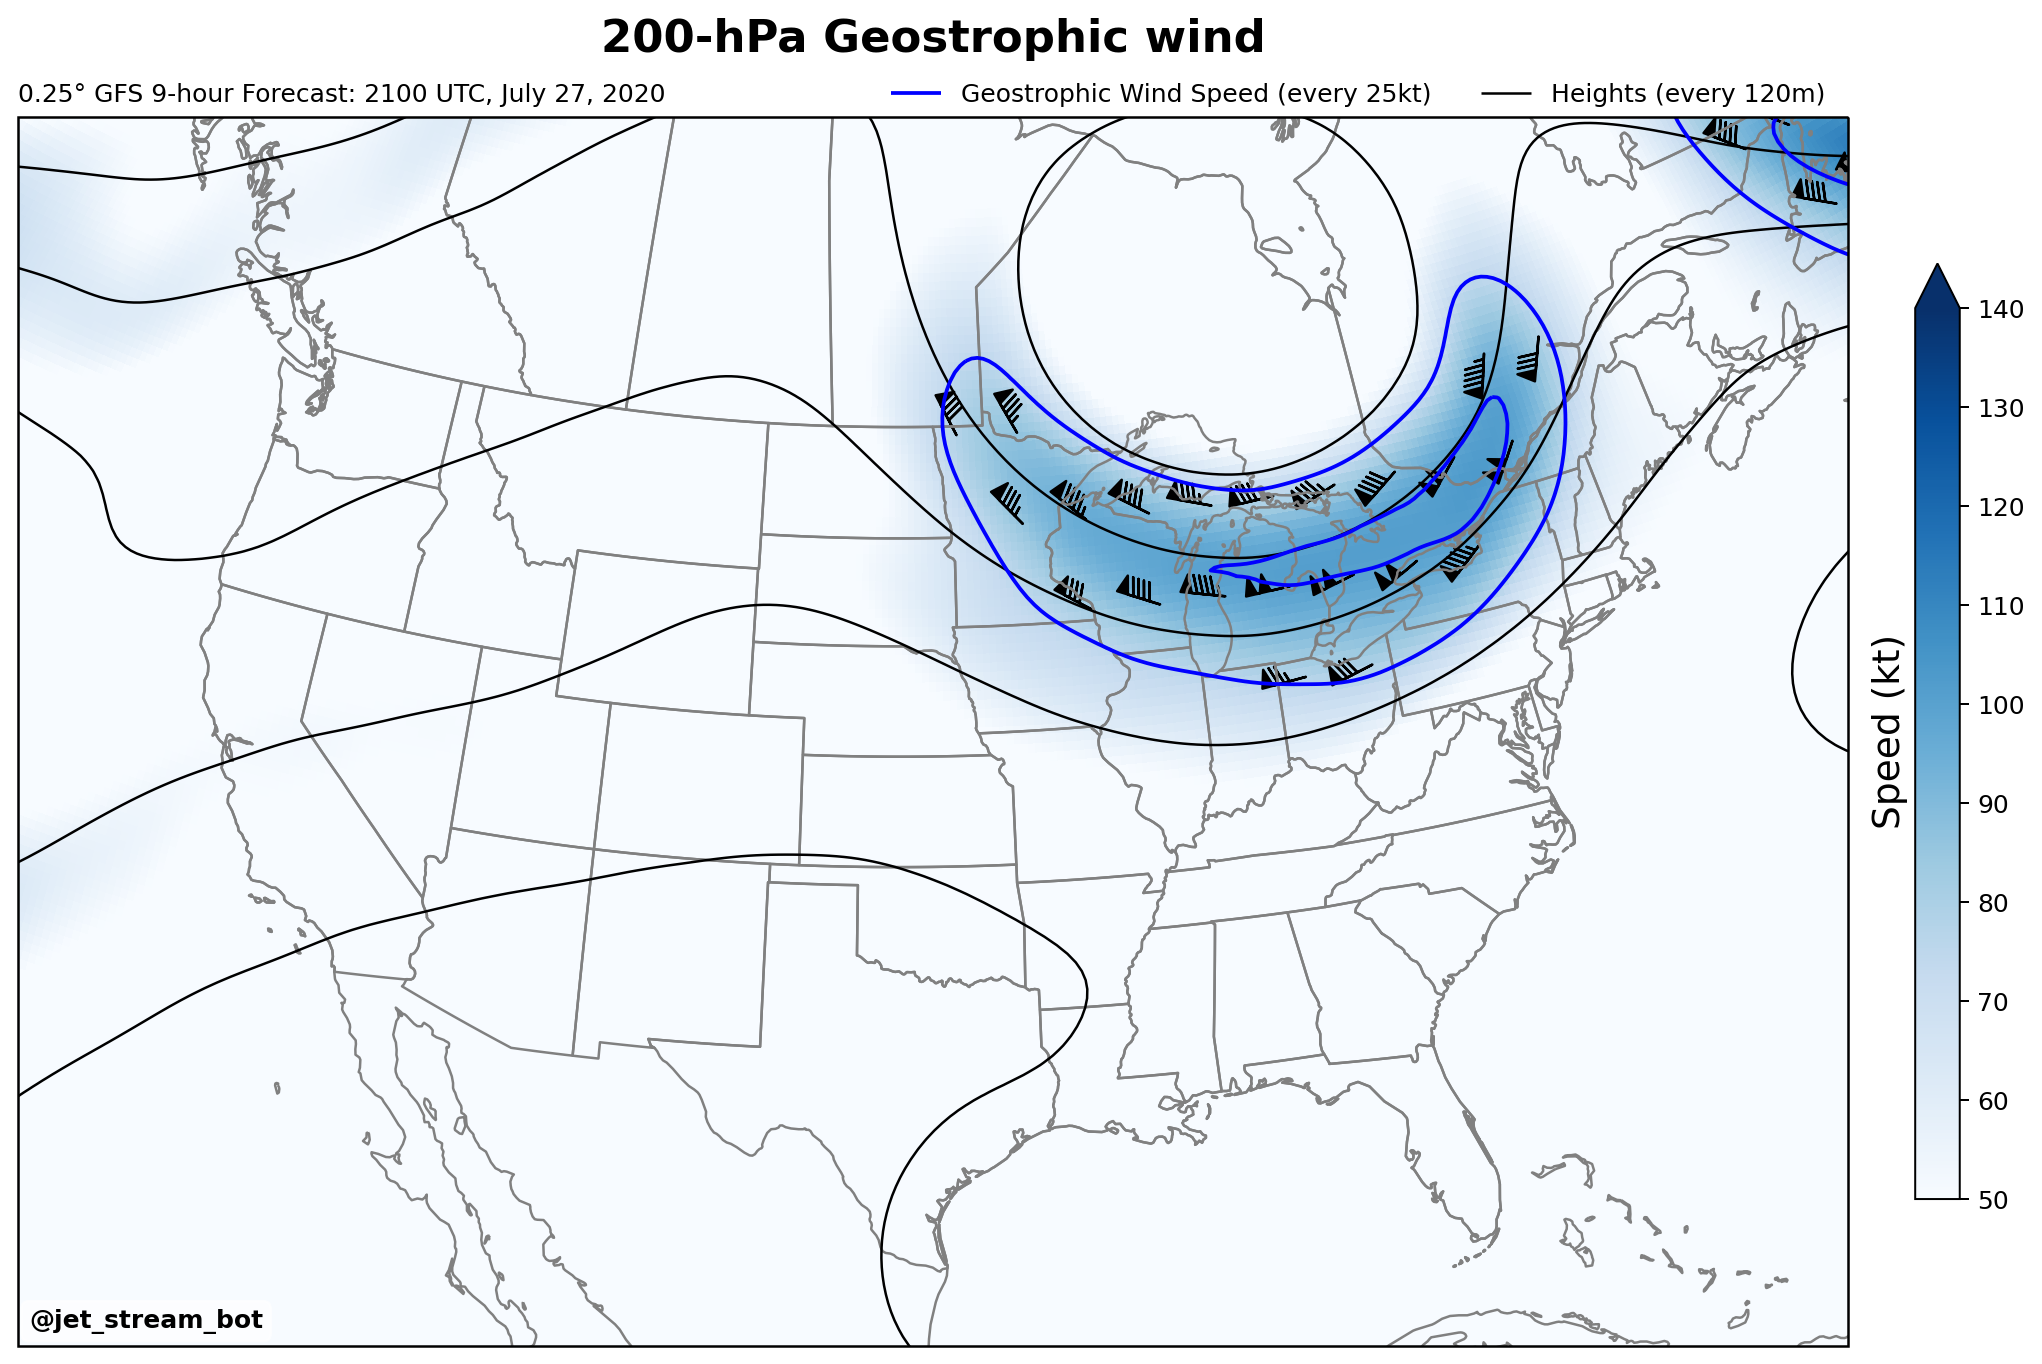 200-hPa Geostrophic wind
0.25° GFS 9-hour Forecast: 2100 UTC, July 27, 2020
Geostrophic Wind Speed (every 25kt)
Heights (every 120m)
140
130
120
110
100
90
80
70
60
50
Speed (kt)
@jet_stream_bot